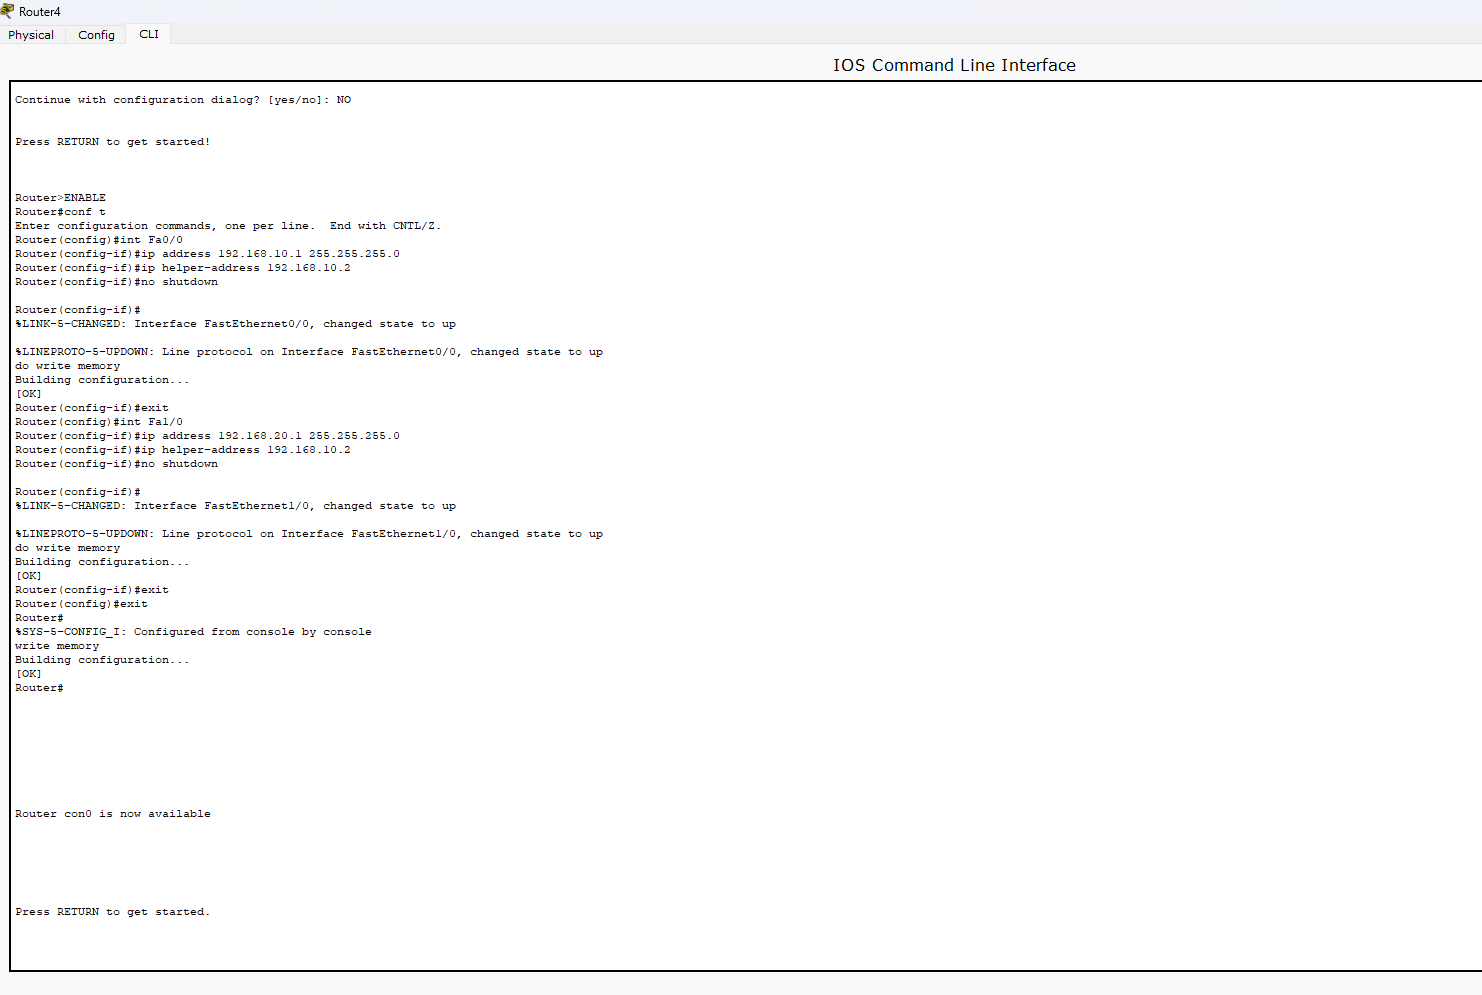 Router4
Physical Config CLI
IOS Command Line Interface
Continue with configuration dialog? [yes/no]: NO
Press RETURN to get started!
Router>ENABLE
Router#conf t
Enter configuration commands, one per line.  End with CNTL/Z.
Router(config)#int Fa0/0
Router(config-if)#ip address 192.168.10.1 255.255.255.0
Router(config-if)#ip helper-address 192.168.10.2
Router(config-if)#no shutdown
Router(config-if)#
%LINK-5-CHANGED: Interface FastEthernet0/0, changed state to up
%LINEPROTO-5-UPDOWN: Line protocol on Interface FastEthernet0/0, changed state to up
do write memory
Building configuration...
[OK]
Router(config-if)#exit
Router(config)#int Fa1/0
Router(config-if)#ip address 192.168.20.1 255.255.255.0
Router(config-if)#ip helper-address 192.168.10.2
Router(config-if)#no shutdown
Router(config-if)#
%LINK-5-CHANGED: Interface FastEthernet1/0, changed state to up
%LINEPROTO-5-UPDOWN: Line protocol on Interface FastEthernet1/0, changed state to up
do write memory
Building configuration...
[OK]
Router(config-if)#exit
Router(config)#exit
Router#
%SYS-5-CONFIG_I: Configured from console by console
write memory
Building configuration...
[OK]
Router#
Router con0 is now available
Press RETURN to get started.